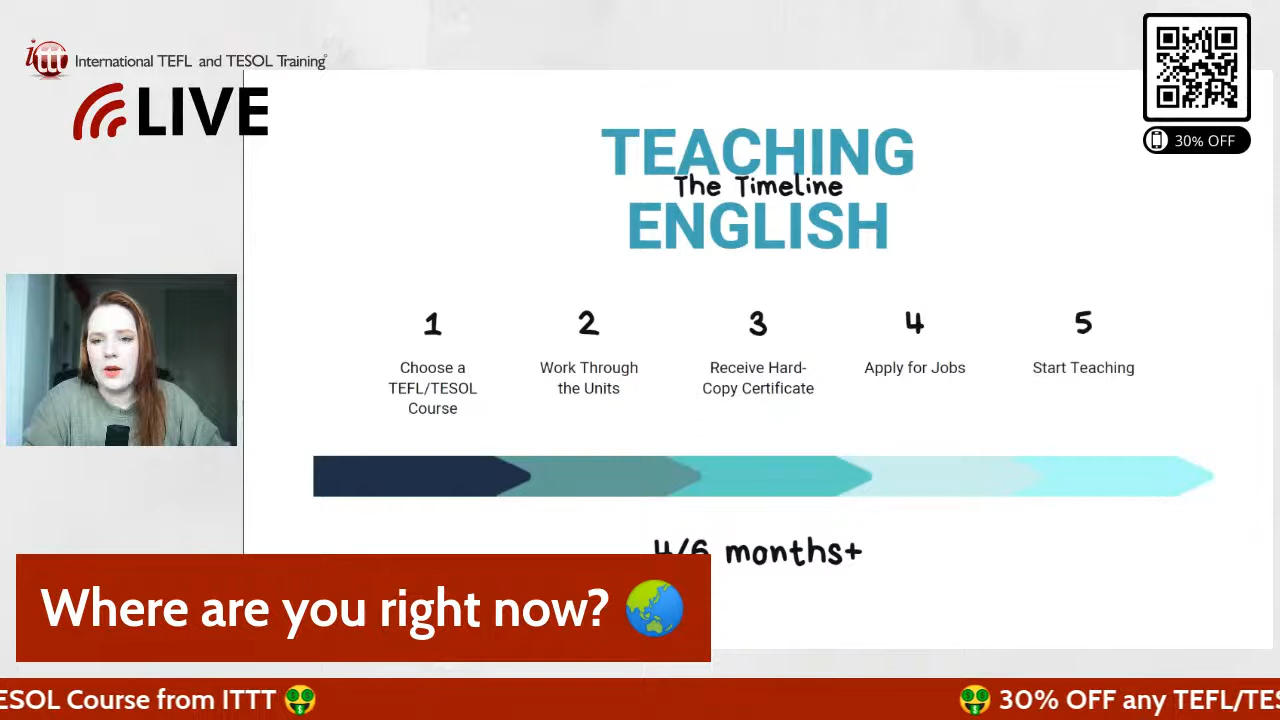 ittt International TEFL and TESOL Training
LIVE
30% OFF
TEACHING
The Timeline
ENGLISH
1
Choose a
TEFL/TESOL
Course
2
Work Through
the Units
3
Receive Hard-
Copy Certificate
4
Apply for Jobs
5
Start Teaching
4/6 months+
Where are you right now?
ESOL Course from ITTT
30% OFF any TEFL/TES